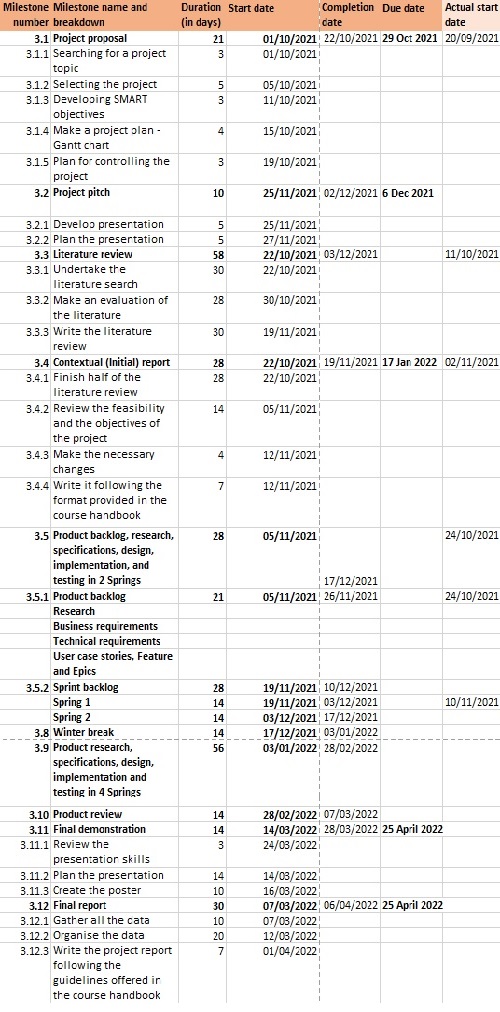 Milestone Milestone name and Duration Start date Completion Due date Actual start
number breakdown (in days) date date
3.1 Project proposal 21 01/10/2021 22/10/2021 29 Oct 2021 20/09/2021
3.1.1 Searching for a project 3 01/10/2021
topic
3.1.2 Selecting the project 5 05/10/2021
3.1.3 Developing SMART 3 11/10/2021
objectives
3.1.4 Make a project plan - 4 15/10/2021
Gantt chart
3.1.5 Plan for controlling the 3 19/10/2021
project
3.2 Project pitch 10 25/11/2021 02/12/2021 6 Dec 2021
3.2.1 Develop presentation 5 25/11/2021
3.2.2 Plan the presentation 5 27/11/2021
3.3 Literature review 58 22/10/2021 03/12/2021 11/10/2021
3.3.1 Undertake the 30 22/10/2021
literature search
3.3.2 Make an evaluation of 28 30/10/2021
the literature
3.3.3 Write the literature 30 19/11/2021
review
3.4 Contextual (Initial) report 28 22/10/2021 19/11/2021 17 Jan 2022 02/11/2021
3.4.1 Finish half of the 28 22/10/2021
literature review
3.4.2 Review the feasibility 14 05/11/2021
and the objectives of
the project
3.4.3 Make the necessary 4 12/11/2021
changes
3.4.4 Write it following the 7 12/11/2021
format provided in the
course handbook
3.5 Product backlog, research, 28 05/11/2021 24/10/2021
specifications, design,
implementation, and
testing in 2 Springs 17/12/2021
3.5.1 Product backlog 21 05/11/2021 26/11/2021 24/10/2021
Research
Business requirements
Technical requirements
User case stories, Feature
and Epics
3.5.2 Sprint backlog 28 19/11/2021 10/12/2021
Spring 1 14 19/11/2021 03/12/2021 10/11/2021
Spring 2 14 03/12/2021 17/12/2021
3.8 Winter break 14 17/12/2021 03/01/2022
3.9 Product research, 56 03/01/2022 28/02/2022
specifications, design,
implementation and
testing in 4 Springs
3.10 Product review 14 28/02/2022 07/03/2022
3.11 Final demonstration 14 14/03/2022 28/03/2022 25 April 2022
3.11.1 Review the 3 24/03/2022
presentation skills
3.11.2 Plan the presentation 14 14/03/2022
3.11.3 Create the poster 10 16/03/2022
3.12 Final report 30 07/03/2022 06/04/2022 25 April 2022
3.12.1 Gather all the data 10 07/03/2022
3.12.2 Organise the data 20 12/03/2022
3.12.3 Write the project report 7 01/04/2022
following the
guidelines offered in
the course handbook